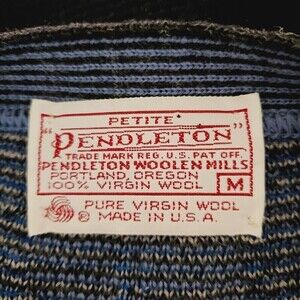 PETITE
"PENDLETON"
TRADE MARK REG. U.S. PAT OFF.
PENDLETON WOOLEN MILLS
PORTLAND, OREGON
100% VIRGIN WOOL M
PURE VIRGIN WOOL
® MADE IN U.S.A.